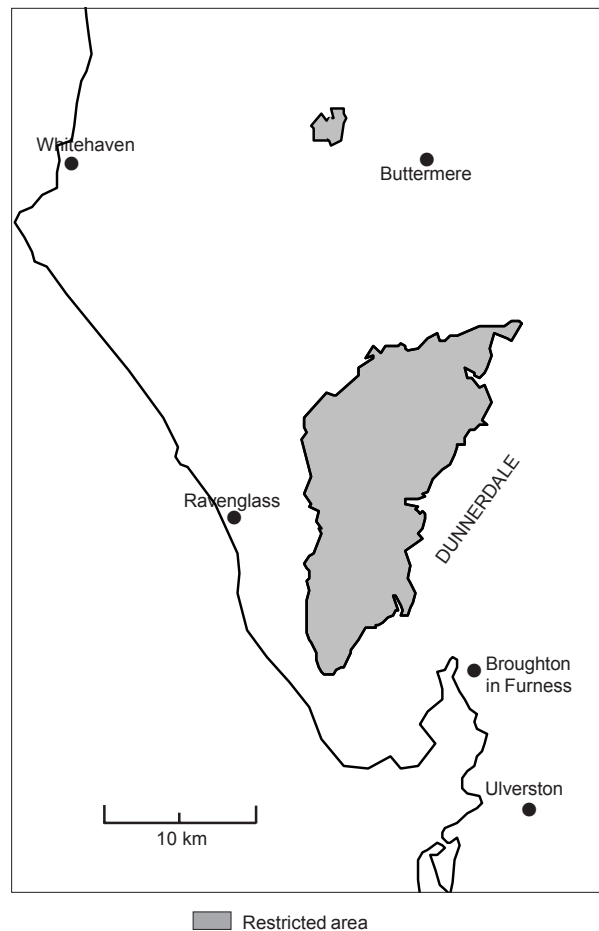 Whitehaven
Buttermere
DUNNERDALE
Ravenglass
Broughton
in Furness
Ulverston
10 km
Restricted area